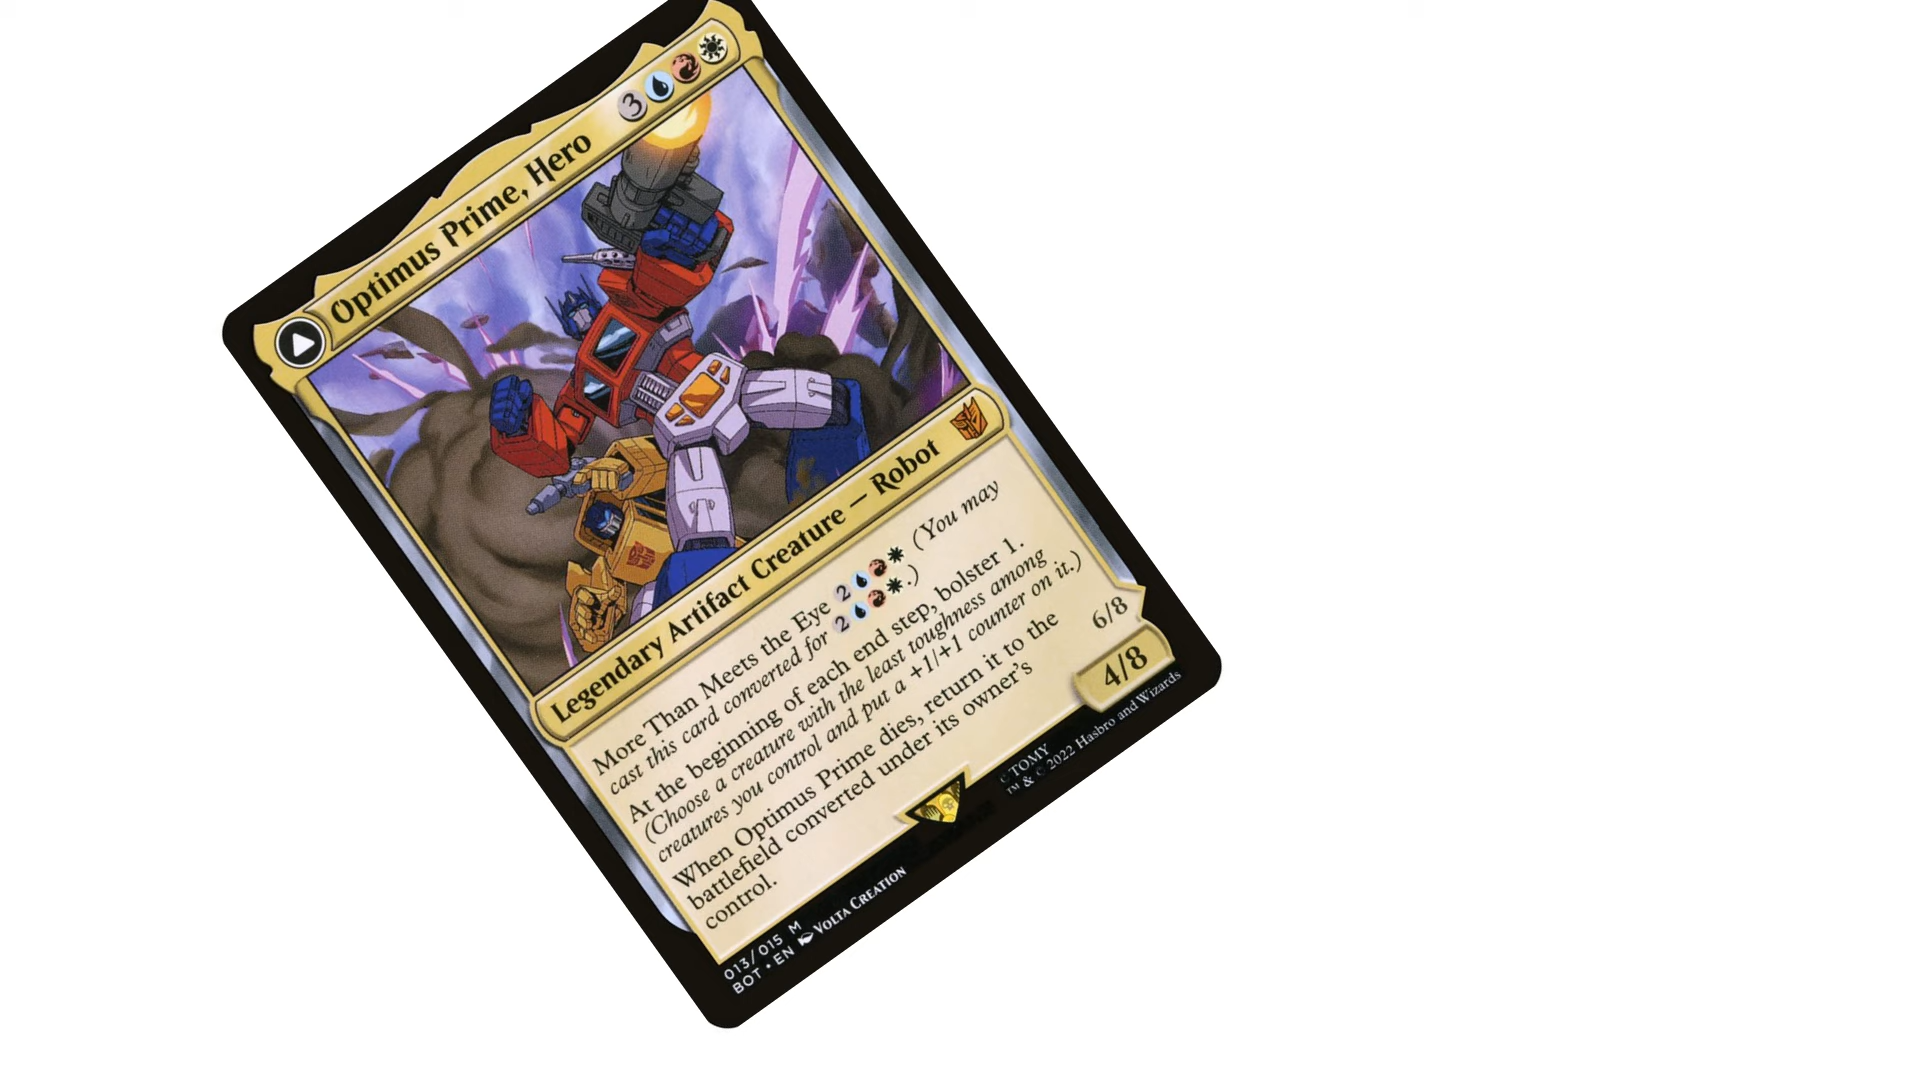 Optimus Prime, Hero 3
Legendary Artifact Creature — Robot
More Than Meets the Eye 2 (You may
cast this card converted for 2 .)
At the beginning of each end step, bolster 1.
(Choose a creature with the least toughness among
creatures you control and put a +1/+1 counter on it.)
When Optimus Prime dies, return it to the
battlefield converted under its owner's
control.
6/8
4/8
013/015 M
BOT • EN VOLTA CREATION
© TOMY
™ & © 2022 Hasbro and Wizards